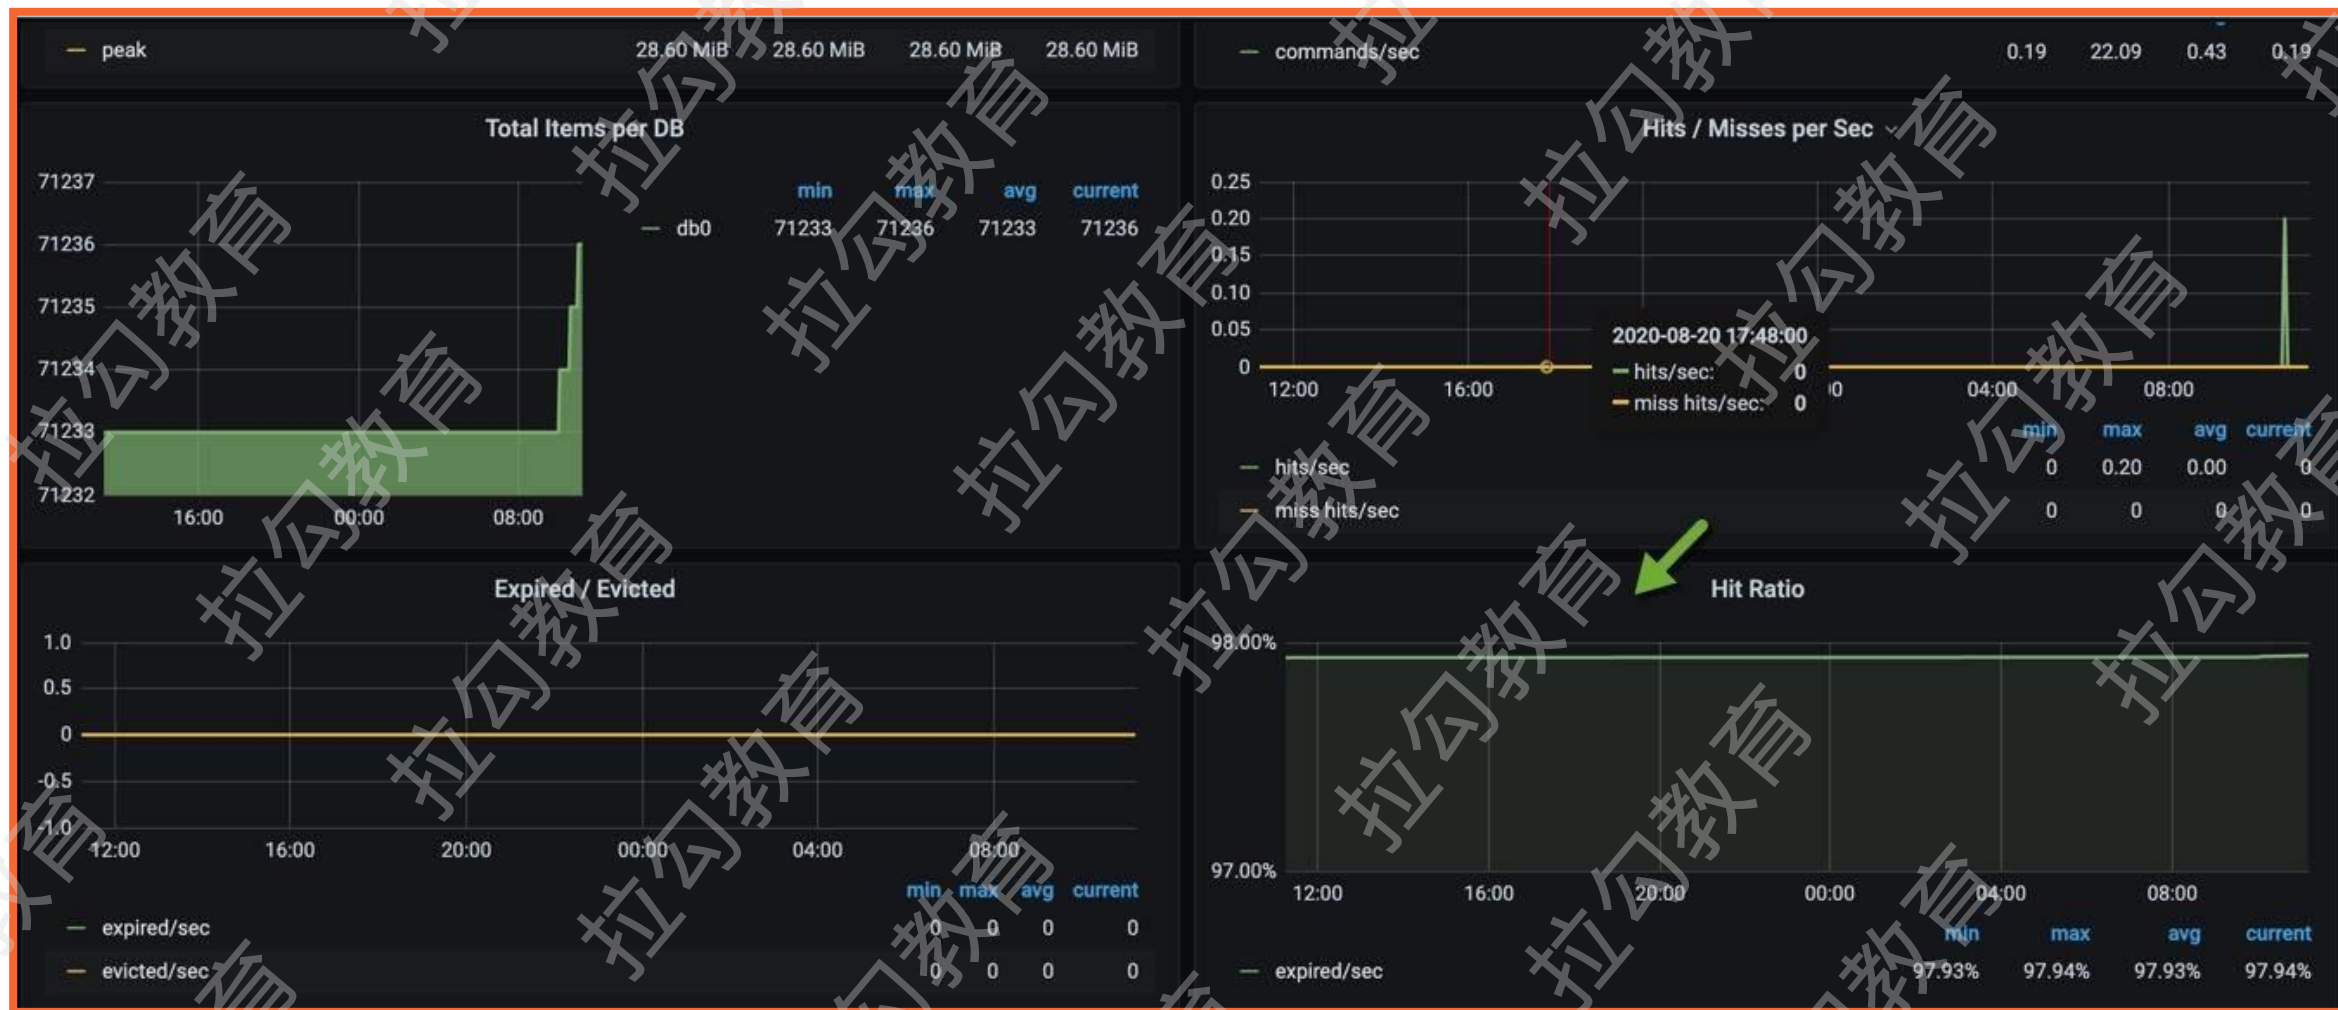 peak 28.60 MiB 28.60 MiB 28.60 MiB 28.60 MiB
commands/sec 0.19 22.09 0.43 0.19
Total Items per DB
71237
71236
71235
71234
71233
71232
16:00 00:00 08:00
min max avg current
db0 71233 71236 71233 71236
Hits / Misses per Sec
0.25
0.20
0.15
0.10
0.05
0
12:00 16:00 00 04:00 08:00
2020-08-20 17:48:00
hits/sec: 0
miss hits/sec: 0
min max avg current
hits/sec 0 0.20 0.00 0
miss hits/sec 0 0 0 0
Expired / Evicted
1.0
0.5
0
-0.5
-1.0
12:00 16:00 20:00 00:00 04:00 08:00
min max avg current
expired/sec 0 0 0 0
evicted/sec 0 0 0 0
Hit Ratio
98.00%
97.00%
12:00 16:00 20:00 00:00 04:00 08:00
min max avg current
expired/sec 97.93% 97.94% 97.93% 97.94%
拉勾教育